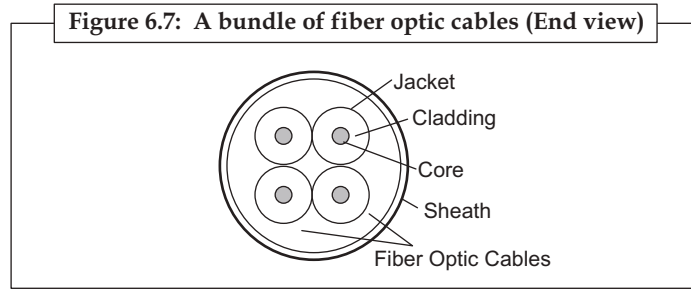 Figure 6.7: A bundle of fiber optic cables (End view)
Jacket
Cladding
Core
Sheath
Fiber Optic Cables